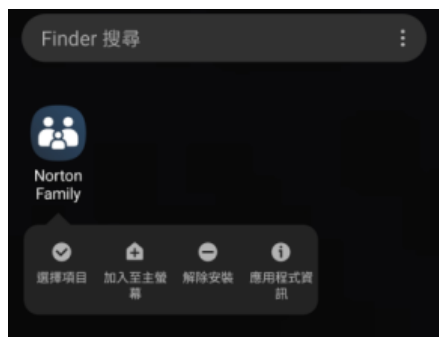 Finder 搜尋
Norton
Family
選擇項目
加入至主螢
幕
解除安裝
應用程式資
訊